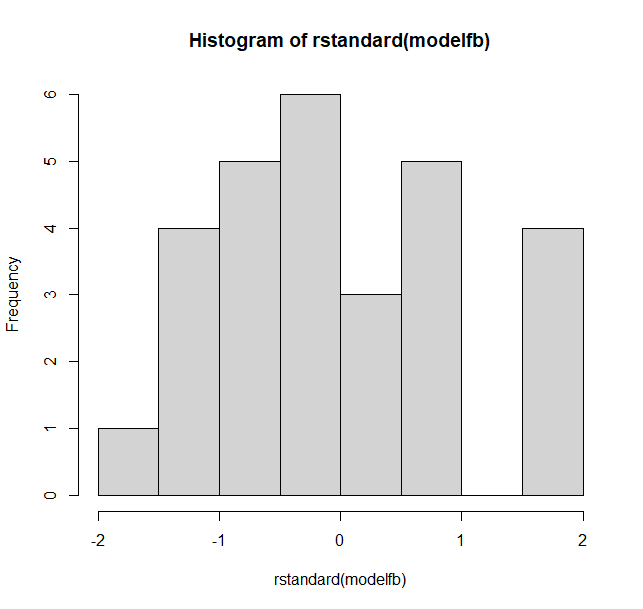 Histogram of rstandard(modelfb)
Frequency
6
5
4
3
2
1
0
-2 -1 0 1 2
rstandard(modelfb)